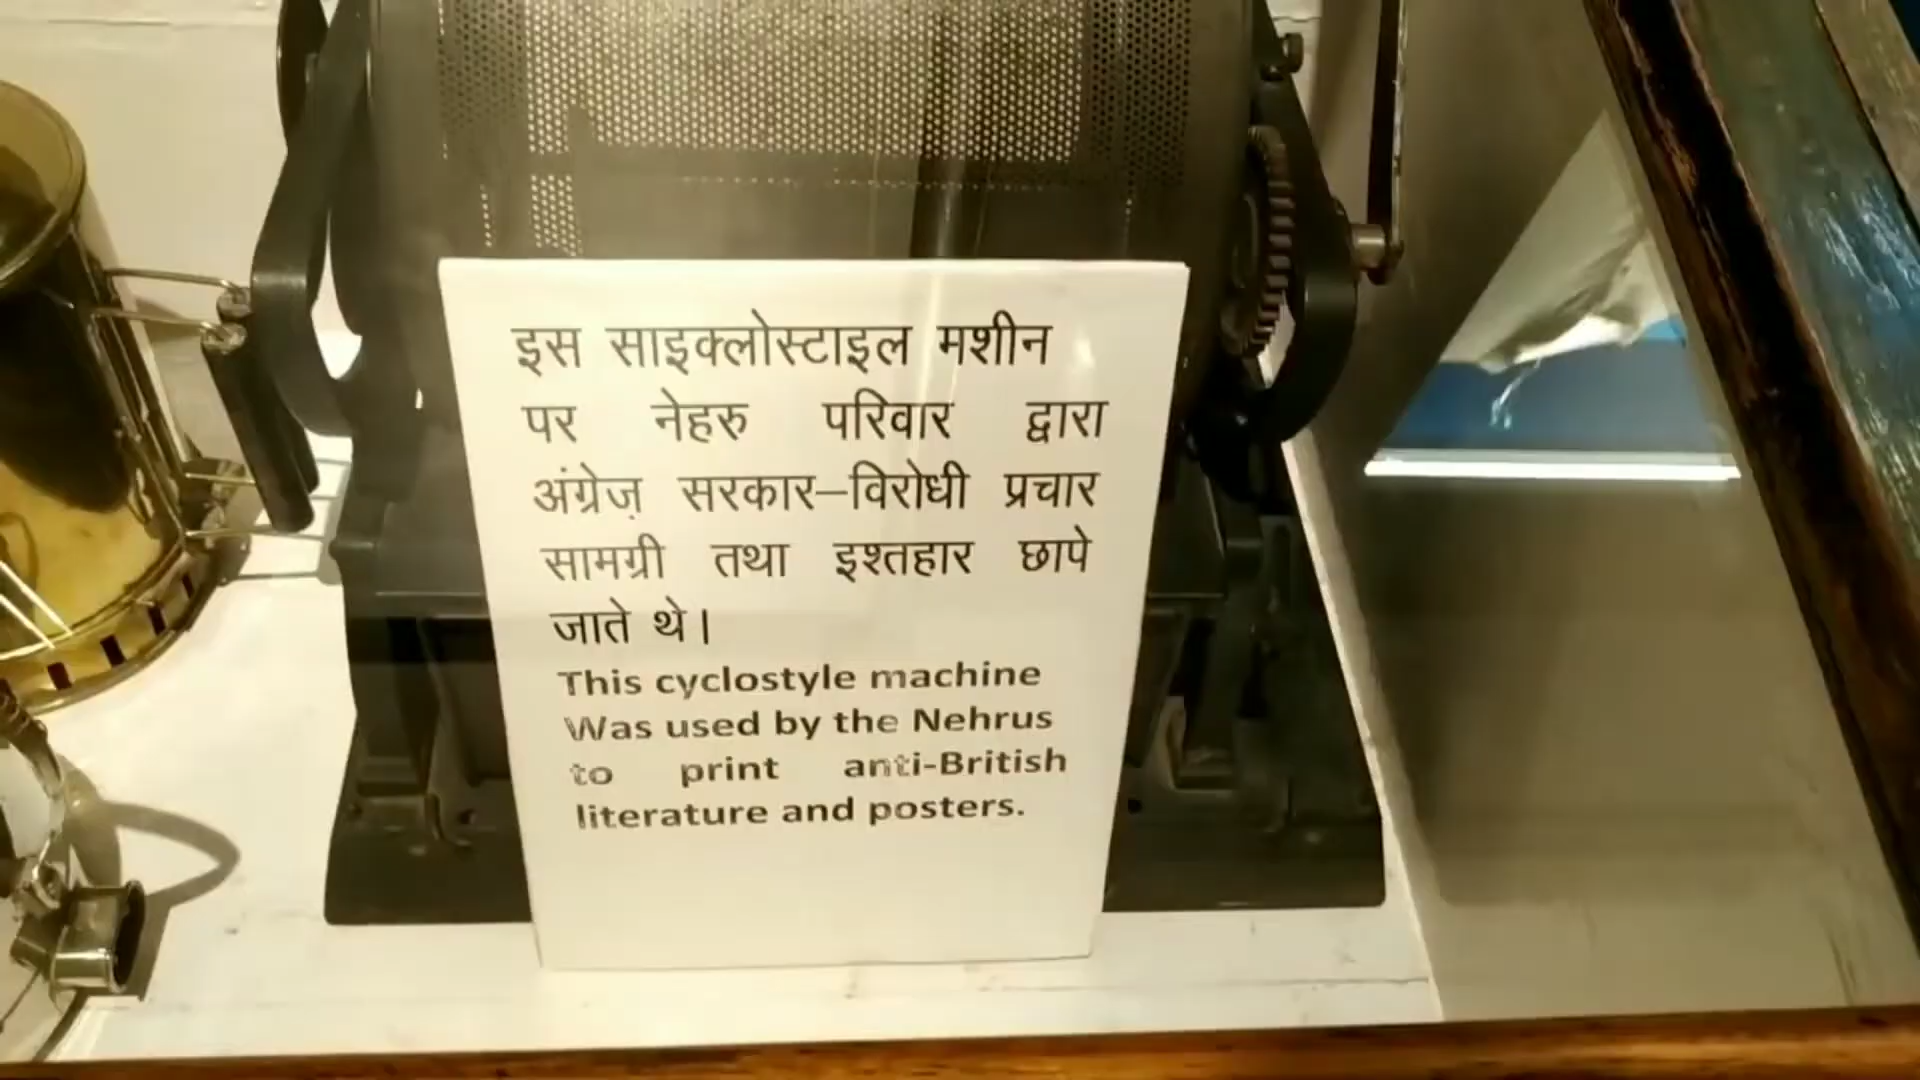 इस साइक्लोस्टाइल मशीन
पर नेहरु परिवार द्वारा
अंग्रेज़ सरकार–विरोधी प्रचार
सामग्री तथा इश्तहार छापे
जाते थे।
This cyclostyle machine
Was used by the Nehrus
to print anti-British
literature and posters.